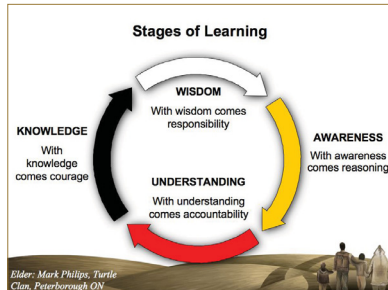 Stages of Learning
WISDOM
With wisdom comes
responsibility
KNOWLEDGE
With
knowledge
comes courage
AWARENESS
With awareness
comes reasoning
UNDERSTANDING
With understanding
comes accountability
Elder: Mark Philips, Turtle
Clan, Peterborough ON